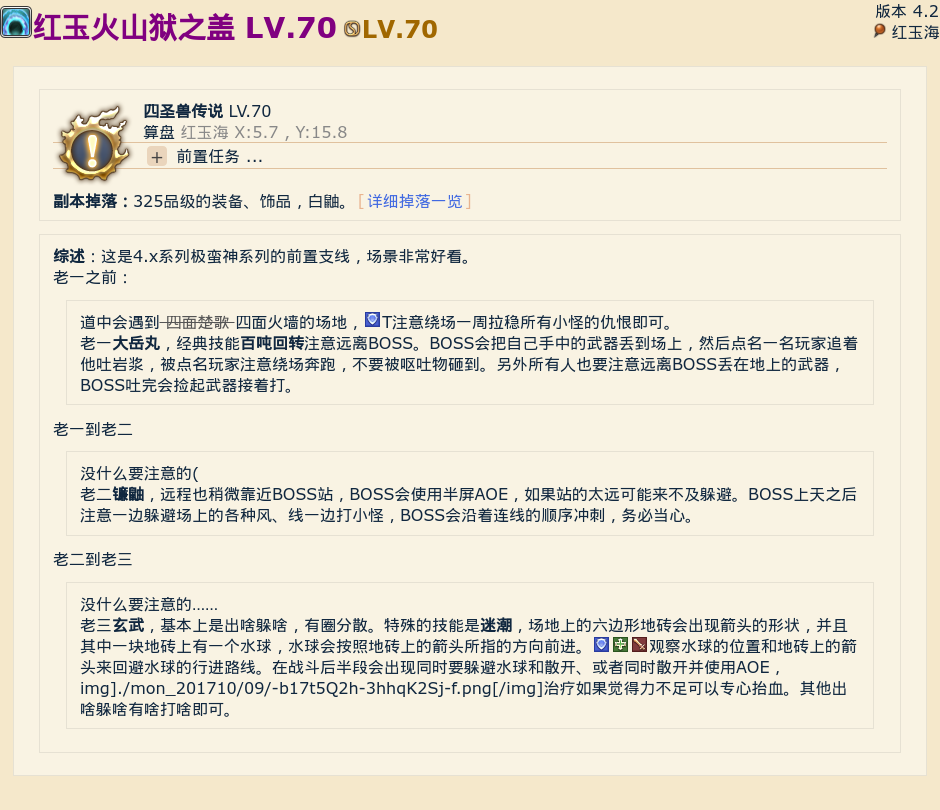 红玉火山狱之盖 LV.70 LV.70
版本 4.2
红玉海
四圣兽传说 LV.70
算盘 红玉海 X:5.7，Y:15.8
+ 前置任务 ...
副本掉落：325品级的装备、饰品，白鼬。[详细掉落一览]
综述：这是4.x系列极蛮神系列的前置支线，场景非常好看。
老一之前：
道中会遇到 四面楚歌 四面火墙的场地，T注意绕场一周拉稳所有小怪的仇恨即可。
老一大岳丸，经典技能百吨回转注意远离BOSS。BOSS会把自己手中的武器丢到场上，然后点名一名玩家追着
他吐岩浆，被点名玩家注意绕场奔跑，不要被呕吐物砸到。另外所有人也要注意远离BOSS丢在地上的武器，
BOSS吐完会捡起武器接着打。
老一到老二
没什么要注意的(
老二镰鼬，远程也稍微靠近BOSS站，BOSS会使用半屏AOE，如果站的太远可能来不及躲避。BOSS上天之后
注意一边躲避场上的各种风、线一边打小怪，BOSS会沿着连线的顺序冲刺，务必当心。
老二到老三
没什么要注意的……
老三玄武，基本上是出啥躲啥，有圈分散。特殊的技能是迷潮，场地上的六边形地砖会出现箭头的形状，并且
其中一块地砖上有一个水球，水球会按照地砖上的箭头所指的方向前进。观察水球的位置和地砖上的箭
头来回避水球的行进路线。在战斗后半段会出现同时要躲避水球和散开、或者同时散开并使用AOE，
img]./mon_201710/09/-b17t5Q2h-3hhqK2Sj-f.png[/img]治疗如果觉得力不足可以专心抬血。其他出
啥躲啥有啥打啥即可。